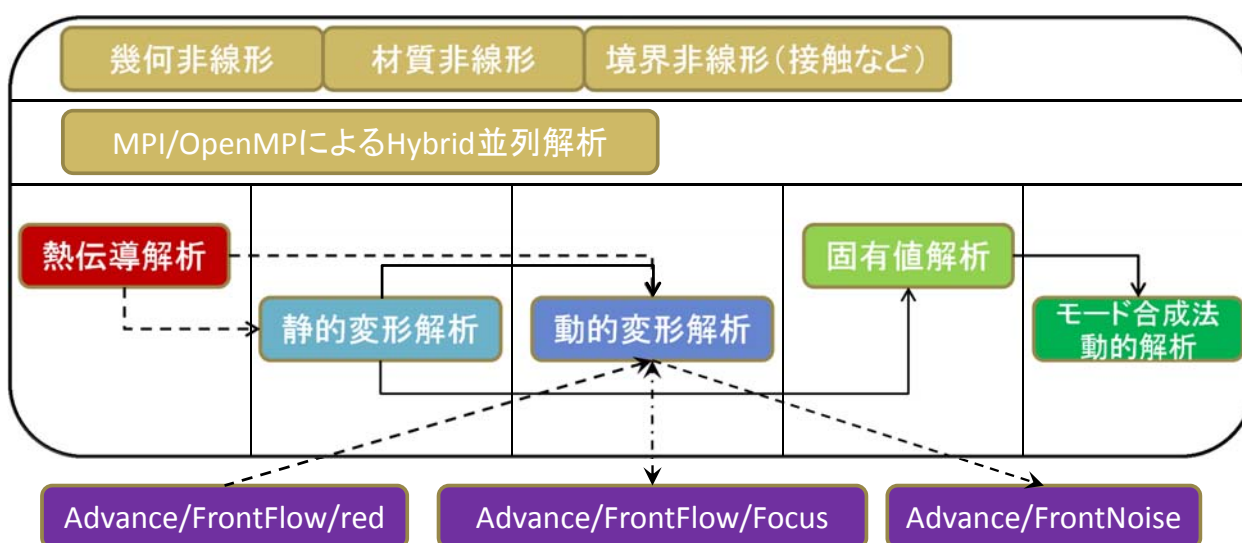 幾何非線形
材質非線形
境界非線形(接触など)
MPI/OpenMPによるHybrid並列解析
熱伝導解析
静的変形解析
動的変形解析
固有値解析
モード合成法
動的解析
Advance/FrontFlow/red
Advance/FrontFlow/Focus
Advance/FrontNoise